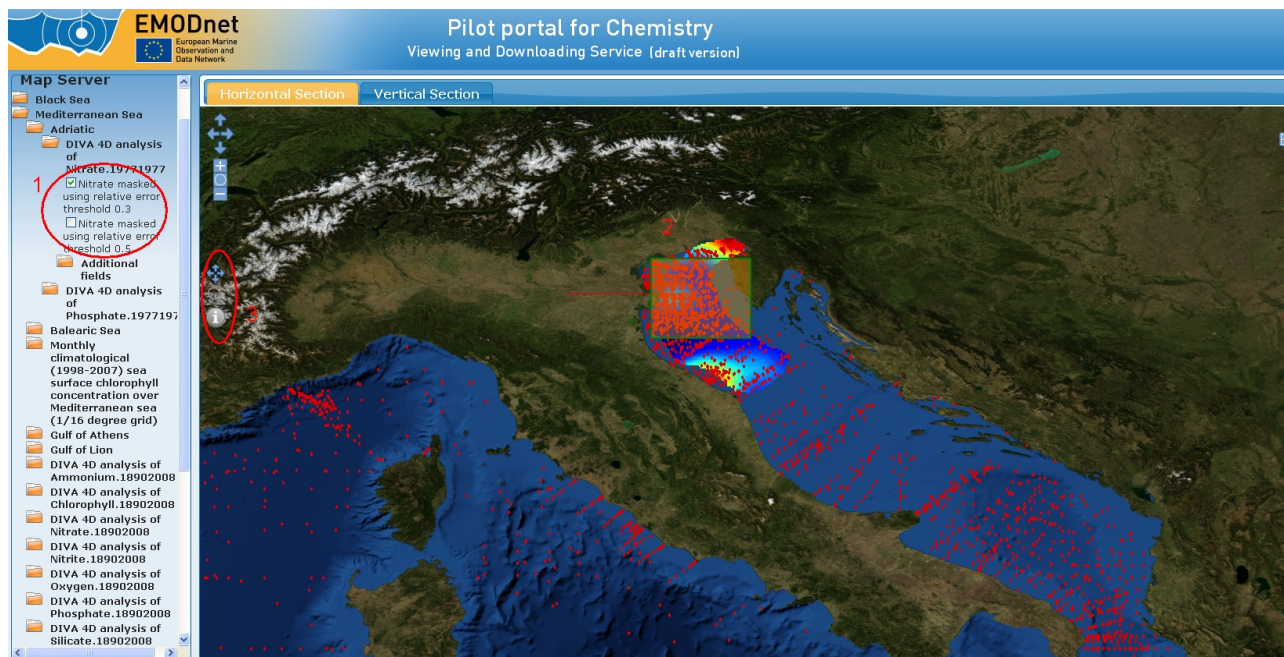 EMODnet
European Marine
Observation and
Data Network
Pilot portal for Chemistry
Viewing and Downloading Service (draft version)
Map Server
Black Sea
Mediterranean Sea
Adriatic
DIVA 4D analysis
of
Nitrate.19771977
1
Nitrate masked
using relative error
threshold 0.3
Nitrate masked
using relative error
threshold 0.5
Additional
fields
DIVA 4D analysis
of
Phosphate.1977197
Balearic Sea
Monthly
climatological
(1998-2007) sea
surface chlorophyll
concentration over
Mediterranean sea
(1/16 degree grid)
Gulf of Athens
Gulf of Lion
DIVA 4D analysis of
Ammonium.18902008
DIVA 4D analysis of
Chlorophyll.18902008
DIVA 4D analysis of
Nitrate.18902008
DIVA 4D analysis of
Nitrite.18902008
DIVA 4D analysis of
Oxygen.18902008
DIVA 4D analysis of
Phosphate.18902008
DIVA 4D analysis of
Silicate.18902008
Horizontal Section
Vertical Section
2
3